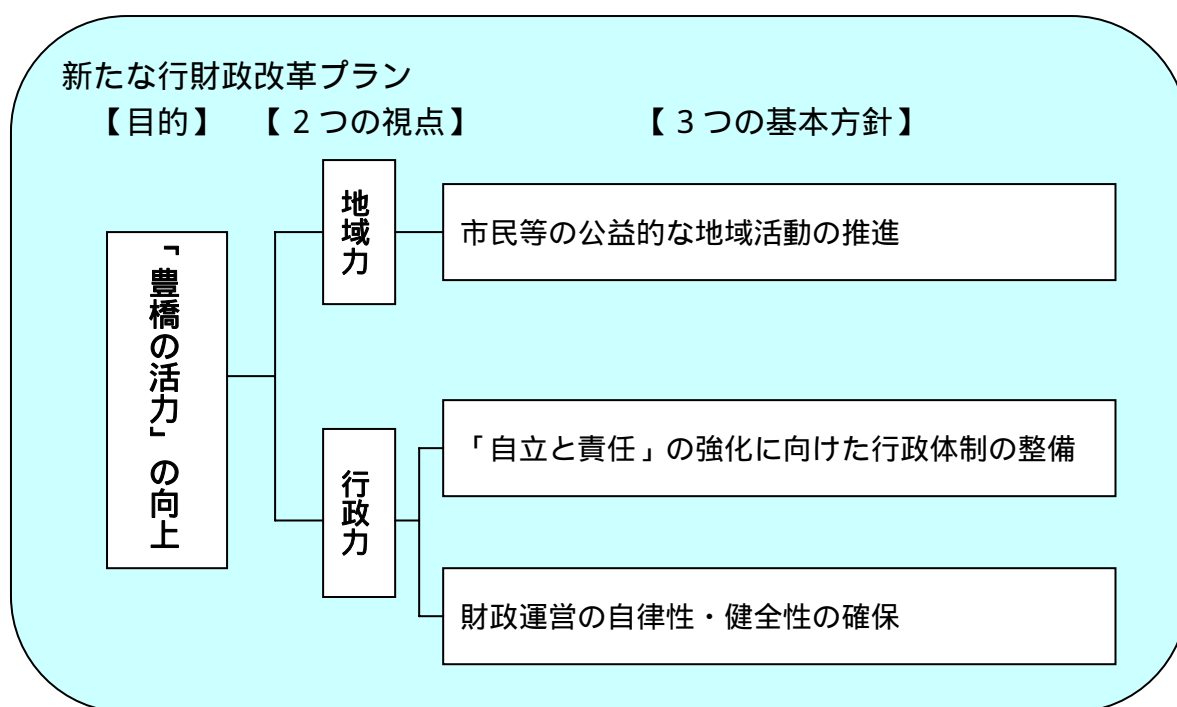 新たな行財政改革プラン
【目的】 【２つの視点】 【３つの基本方針】
「豊橋の活力」の向上
地域力
市民等の公益的な地域活動の推進
行政力
「自立と責任」の強化に向けた行政体制の整備
財政運営の自律性・健全性の確保